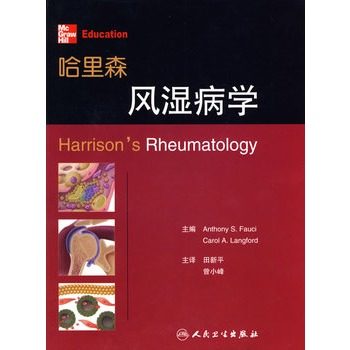 Mc
Graw
Hill
Education
哈里森
风湿病学
Harrison's Rheumatology
主编 Anthony S. Fauci
Carol A. Langford
主译 田新平
曾小峰
人民卫生出版社